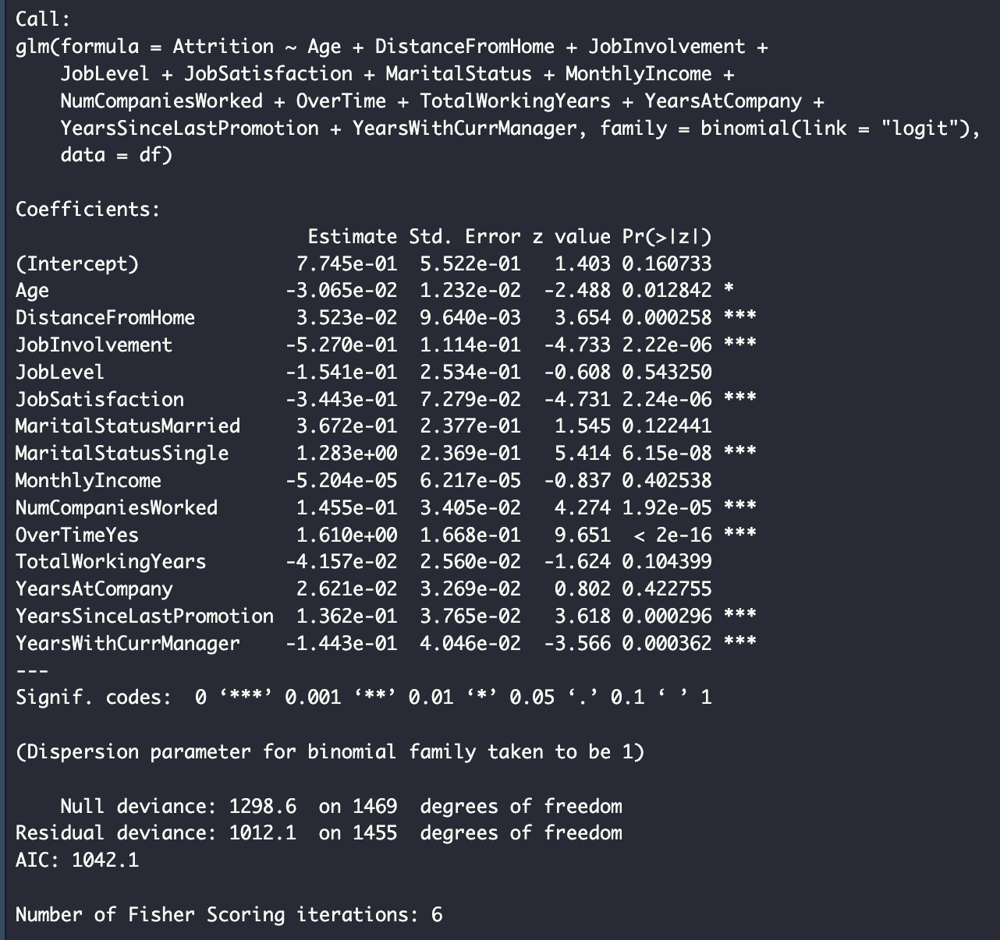 Call:
glm(formula = Attrition ~ Age + DistanceFromHome + JobInvolvement +
    JobLevel + JobSatisfaction + MaritalStatus + MonthlyIncome +
    NumCompaniesWorked + OverTime + TotalWorkingYears + YearsAtCompany +
    YearsSinceLastPromotion + YearsWithCurrManager, family = binomial(link = "logit"),
    data = df)

Coefficients:
                          Estimate Std. Error z value Pr(>|z|)
(Intercept)              7.745e-01  5.522e-01   1.403 0.160733
Age                     -3.065e-02  1.232e-02  -2.488 0.012842 *
DistanceFromHome         3.523e-02  9.640e-03   3.654 0.000258 ***
JobInvolvement          -5.270e-01  1.114e-01  -4.733 2.22e-06 ***
JobLevel                -1.541e-01  2.534e-01  -0.608 0.543250
JobSatisfaction         -3.443e-01  7.279e-02  -4.731 2.24e-06 ***
MaritalStatusMarried     3.672e-01  2.377e-01   1.545 0.122441
MaritalStatusSingle      1.283e+00  2.369e-01   5.414 6.15e-08 ***
MonthlyIncome           -5.204e-05  6.217e-05  -0.837 0.402538
NumCompaniesWorked       1.455e-01  3.405e-02   4.274 1.92e-05 ***
OverTimeYes              1.610e+00  1.668e-01   9.651  < 2e-16 ***
TotalWorkingYears       -4.157e-02  2.560e-02  -1.624 0.104399
YearsAtCompany           2.621e-02  3.269e-02   0.802 0.422755
YearsSinceLastPromotion  1.362e-01  3.765e-02   3.618 0.000296 ***
YearsWithCurrManager    -1.443e-01  4.046e-02  -3.566 0.000362 ***
---
Signif. codes:  0 ‘***’ 0.001 ‘**’ 0.01 ‘*’ 0.05 ‘.’ 0.1 ‘ ’ 1

(Dispersion parameter for binomial family taken to be 1)

    Null deviance: 1298.6  on 1469  degrees of freedom
Residual deviance: 1012.1  on 1455  degrees of freedom
AIC: 1042.1

Number of Fisher Scoring iterations: 6